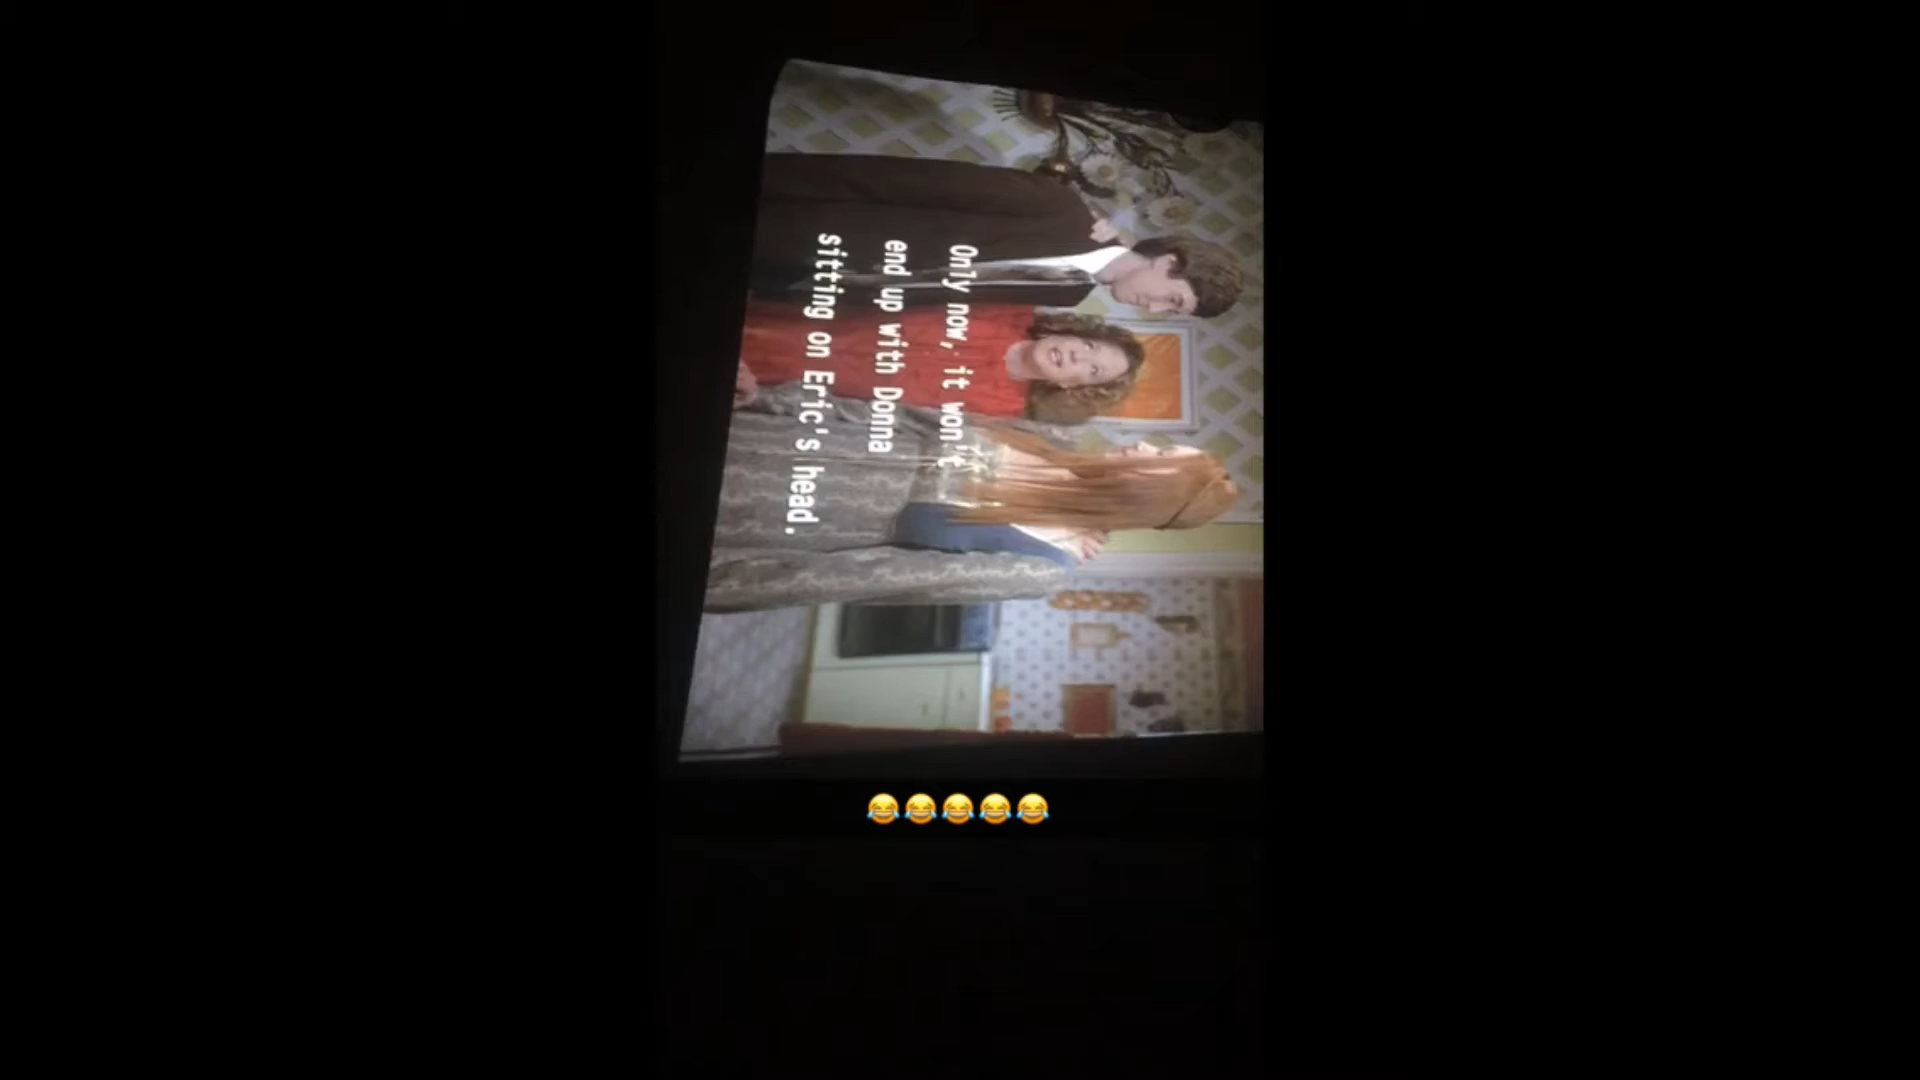 Only now, it won't
end up with Donna
sitting on Eric's head.
😂😂😂😂😂